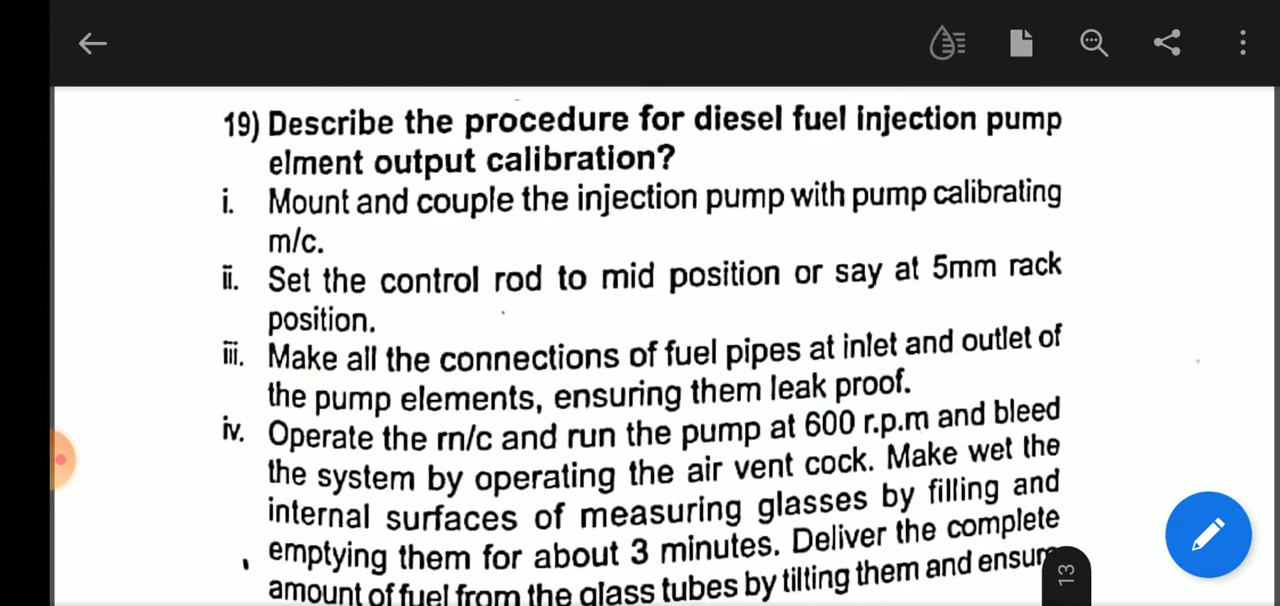 19) Describe the procedure for diesel fuel injection pump
elment output calibration?
i. Mount and couple the injection pump with pump calibrating
m/c.
ii. Set the control rod to mid position or say at 5mm rack
position.
iii. Make all the connections of fuel pipes at inlet and outlet of
the pump elements, ensuring them leak proof.
iv. Operate the m/c and run the pump at 600 r.p.m and bleed
the system by operating the air vent cock. Make wet the
internal surfaces of measuring glasses by filling and
emptying them for about 3 minutes. Deliver the complete
amount of fuel from the glass tubes by tilting them and
13